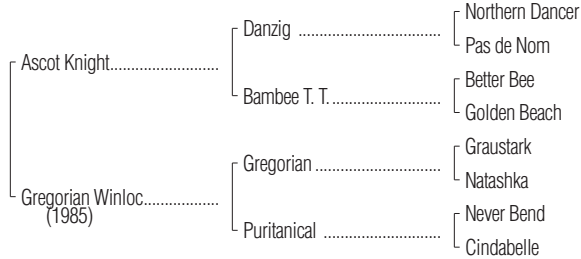 Northern Dancer
Danzig ........................................
Pas de Nom
Ascot Knight..............................
Better Bee
Bambee T. T. ..............................
Golden Beach
Graustark
Gregorian ...................................
Natashka
Gregorian Winloc.....................
(1985)
Never Bend
Puritanical .................................
Cindabelle